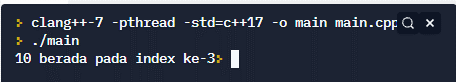 > clang++-7 -pthread -std=c++17 -o main main.cpp
> ./main
10 berada pada index ke-3>